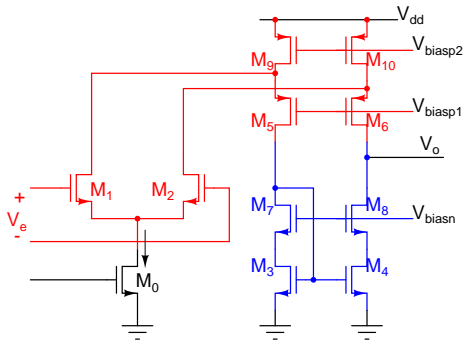 V_dd
M_9
M_10
V_biasp2
M_5
M_6
V_biasp1
V_o
M_1
M_2
+
V_e
-
M_7
M_8
V_biasn
M_0
M_3
M_4